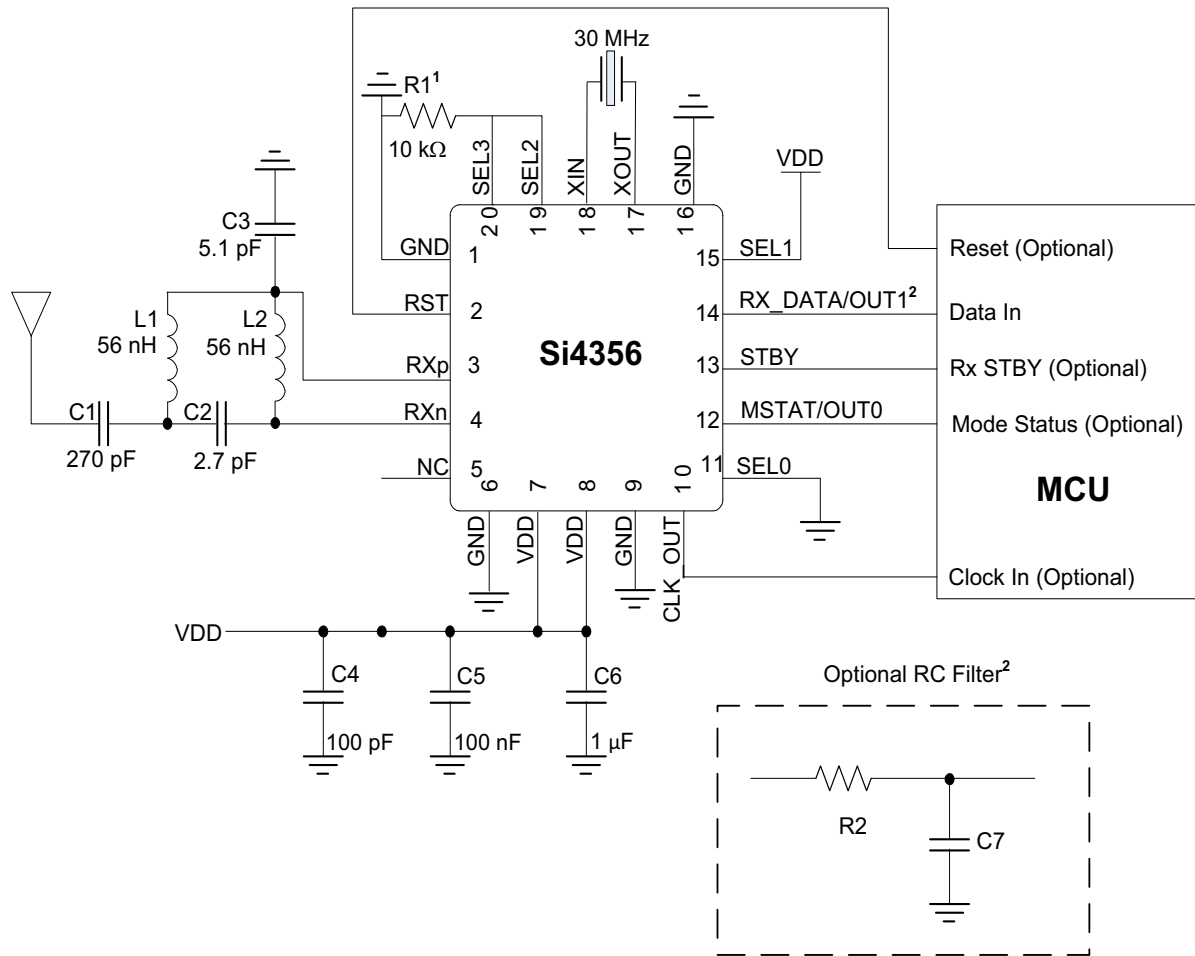 30 MHz
R1¹
10 kΩ
SEL3
SEL2
XIN
XOUT
GND
VDD
20
19
18
17
16
C3
5.1 pF
GND
1
15
SEL1
Reset (Optional)
RST
2
14
RX_DATA/OUT1²
Data In
L1
56 nH
L2
56 nH
Si4356
RXp
3
13
STBY
Rx STBY (Optional)
C1
270 pF
C2
2.7 pF
RXn
4
12
MSTAT/OUT0
Mode Status (Optional)
NC
5
11
SEL0
MCU
6
7
8
9
10
GND
VDD
VDD
GND
CLK_OUT
Clock In (Optional)
VDD
C4
100 pF
C5
100 nF
C6
1 µF
Optional RC Filter²
R2
C7